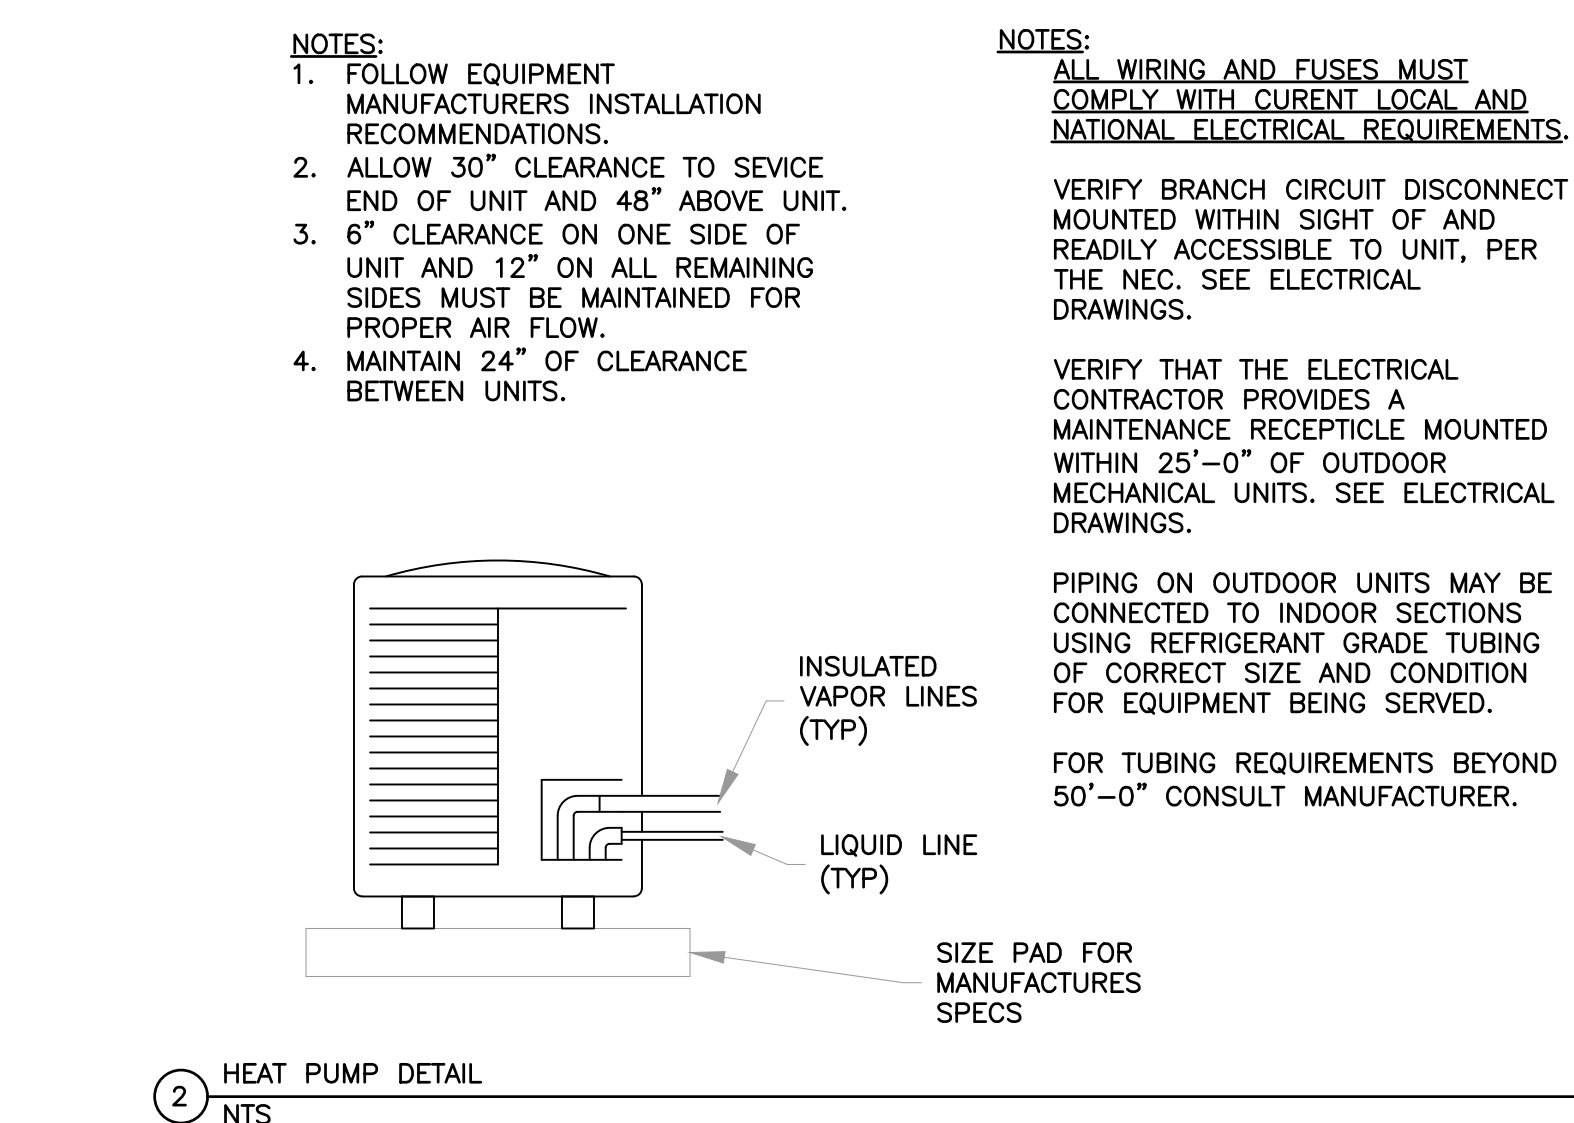 NOTES:
1. FOLLOW EQUIPMENT
MANUFACTURERS INSTALLATION
RECOMMENDATIONS.
2. ALLOW 30” CLEARANCE TO SEVICE
END OF UNIT AND 48” ABOVE UNIT.
3. 6” CLEARANCE ON ONE SIDE OF
UNIT AND 12” ON ALL REMAINING
SIDES MUST BE MAINTAINED FOR
PROPER AIR FLOW.
4. MAINTAIN 24” OF CLEARANCE
BETWEEN UNITS.
NOTES:
ALL WIRING AND FUSES MUST
COMPLY WITH CURENT LOCAL AND
NATIONAL ELECTRICAL REQUIREMENTS.
VERIFY BRANCH CIRCUIT DISCONNECT
MOUNTED WITHIN SIGHT OF AND
READILY ACCESSIBLE TO UNIT, PER
THE NEC. SEE ELECTRICAL
DRAWINGS.
VERIFY THAT THE ELECTRICAL
CONTRACTOR PROVIDES A
MAINTENANCE RECEPTICLE MOUNTED
WITHIN 25’–0” OF OUTDOOR
MECHANICAL UNITS. SEE ELECTRICAL
DRAWINGS.
PIPING ON OUTDOOR UNITS MAY BE
CONNECTED TO INDOOR SECTIONS
USING REFRIGERANT GRADE TUBING
OF CORRECT SIZE AND CONDITION
FOR EQUIPMENT BEING SERVED.
FOR TUBING REQUIREMENTS BEYOND
50’–0” CONSULT MANUFACTURER.
INSULATED
VAPOR LINES
(TYP)
LIQUID LINE
(TYP)
SIZE PAD FOR
MANUFACTURES
SPECS
2
HEAT PUMP DETAIL
NTS